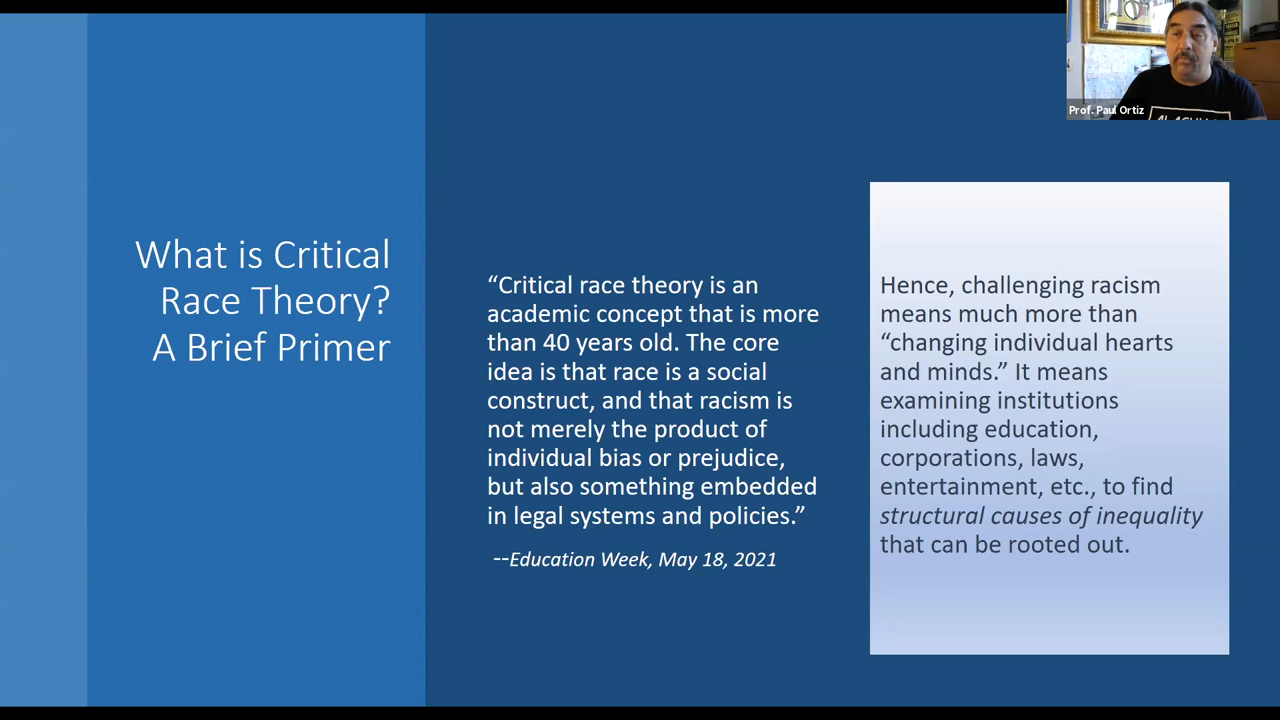 Prof. Paul Ortiz
What is Critical
Race Theory?
A Brief Primer
“Critical race theory is an
academic concept that is more
than 40 years old. The core
idea is that race is a social
construct, and that racism is
not merely the product of
individual bias or prejudice,
but also something embedded
in legal systems and policies.”
--Education Week, May 18, 2021
Hence, challenging racism
means much more than
“changing individual hearts
and minds.” It means
examining institutions
including education,
corporations, laws,
entertainment, etc., to find
structural causes of inequality
that can be rooted out.